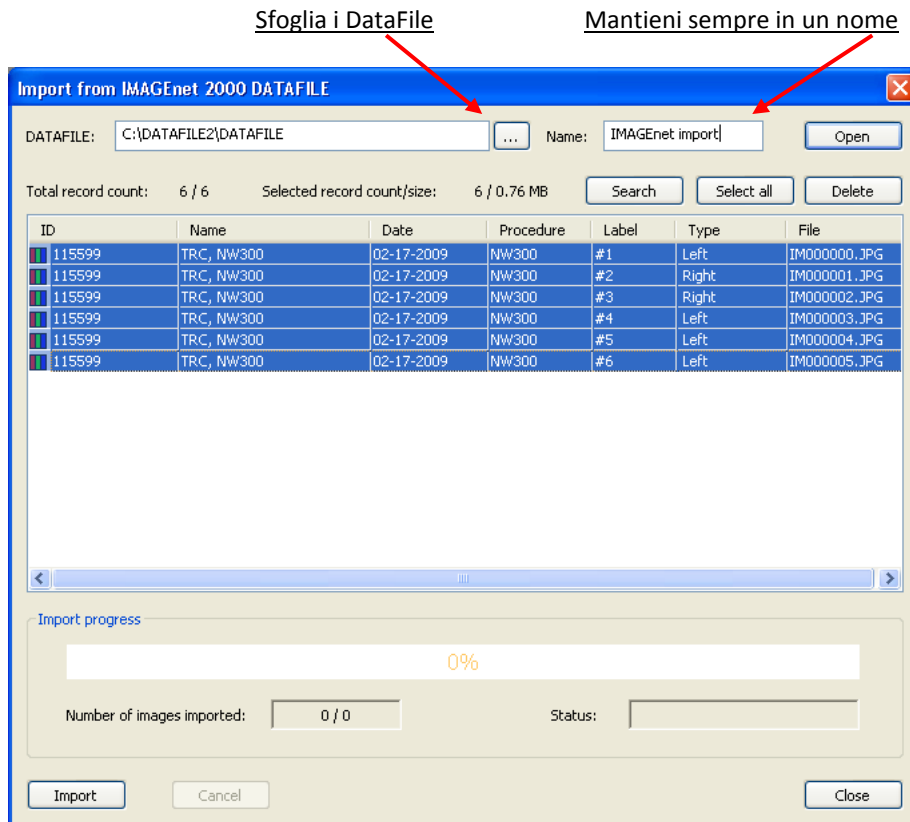 Sfoglia i DataFile Mantieni sempre in un nome
Import from IMAGEnet 2000 DATAFILE
DATAFILE: C:\DATAFILE2\DATAFILE ... Name: IMAGEnet import Open
Total record count: 6 / 6 Selected record count/size: 6 / 0.76 MB Search Select all Delete
ID Name Date Procedure Label Type File
115599 TRC, NW300 02-17-2009 NW300 #1 Left IM000000.JPG
115599 TRC, NW300 02-17-2009 NW300 #2 Right IM000001.JPG
115599 TRC, NW300 02-17-2009 NW300 #3 Right IM000002.JPG
115599 TRC, NW300 02-17-2009 NW300 #4 Left IM000003.JPG
115599 TRC, NW300 02-17-2009 NW300 #5 Left IM000004.JPG
115599 TRC, NW300 02-17-2009 NW300 #6 Left IM000005.JPG
Import progress
0%
Number of images imported: 0 / 0 Status:
Import Cancel Close